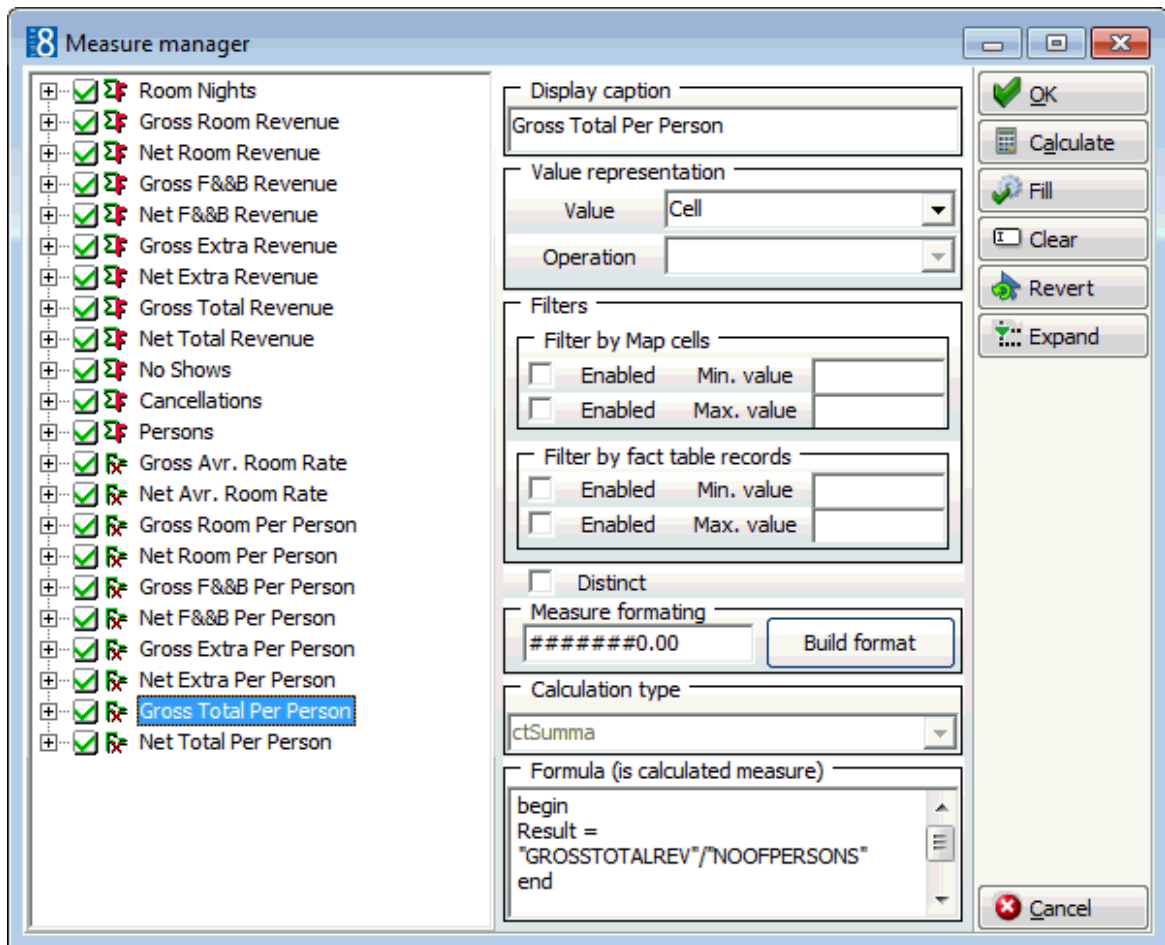 8 Measure manager
Room Nights
Gross Room Revenue
Net Room Revenue
Gross F&&B Revenue
Net F&&B Revenue
Gross Extra Revenue
Net Extra Revenue
Gross Total Revenue
Net Total Revenue
No Shows
Cancellations
Persons
Gross Avr. Room Rate
Net Avr. Room Rate
Gross Room Per Person
Net Room Per Person
Gross F&&B Per Person
Net F&&B Per Person
Gross Extra Per Person
Net Extra Per Person
Gross Total Per Person
Net Total Per Person
Display caption
Gross Total Per Person
Value representation
Value Cell
Operation
Filters
Filter by Map cells
Enabled Min. value
Enabled Max. value
Filter by fact table records
Enabled Min. value
Enabled Max. value
Distinct
Measure formating
#######0.00 Build format
Calculation type
ctSumma
Formula (is calculated measure)
begin
Result =
"GROSSTOTALREV"/"NOOFPERSONS"
end
OK
Calculate
Fill
Clear
Revert
Expand
Cancel